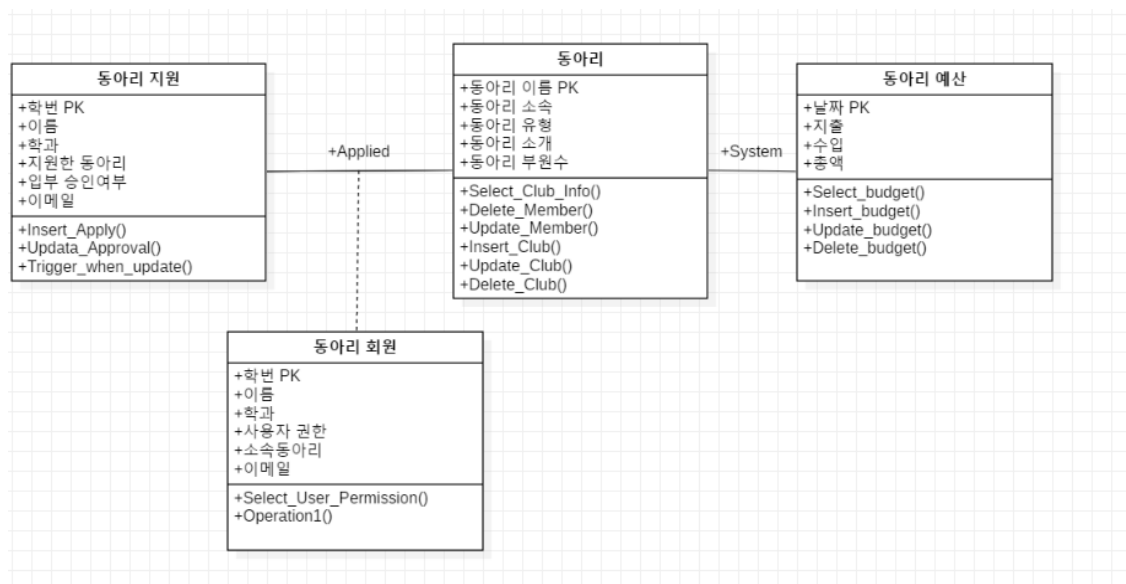 동아리 지원
+학번 PK
+이름
+학과
+지원한 동아리
+입부 승인여부
+이메일
+Insert_Apply()
+Updata_Approval()
+Trigger_when_update()
+Applied
동아리
+동아리 이름 PK
+동아리 소속
+동아리 유형
+동아리 소개
+동아리 부원수
+Select_Club_Info()
+Delete_Member()
+Update_Member()
+Insert_Club()
+Update_Club()
+Delete_Club()
+System
동아리 예산
+날짜 PK
+지출
+수입
+총액
+Select_budget()
+Insert_budget()
+Update_budget()
+Delete_budget()
동아리 회원
+학번 PK
+이름
+학과
+사용자 권한
+소속동아리
+이메일
+Select_User_Permission()
+Operation1()